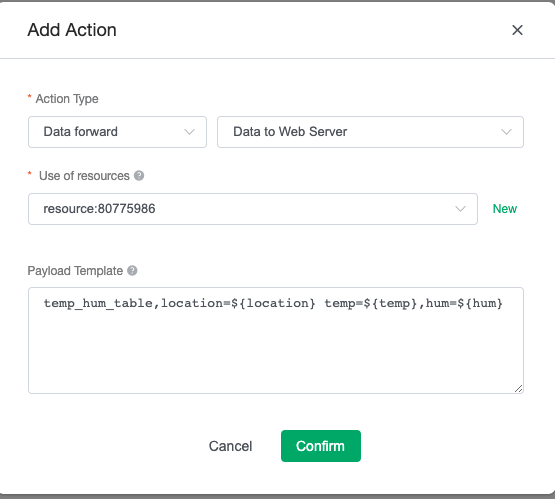 Add Action
* Action Type
Data forward
Data to Web Server
* Use of resources
resource:80775986
New
Payload Template
temp_hum_table,location=${location} temp=${temp},hum=${hum}
Cancel
Confirm